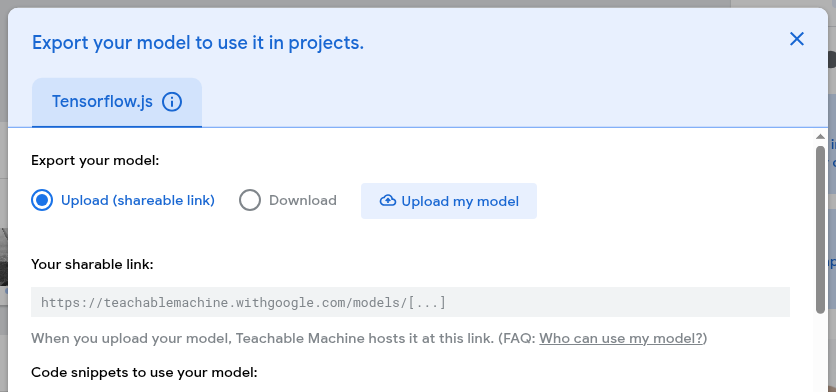 Export your model to use it in projects.
Tensorflow.js
Export your model:
Upload (shareable link) Download Upload my model
Your sharable link:
https://teachablemachine.withgoogle.com/models/[...]
When you upload your model, Teachable Machine hosts it at this link. (FAQ: Who can use my model?)
Code snippets to use your model: